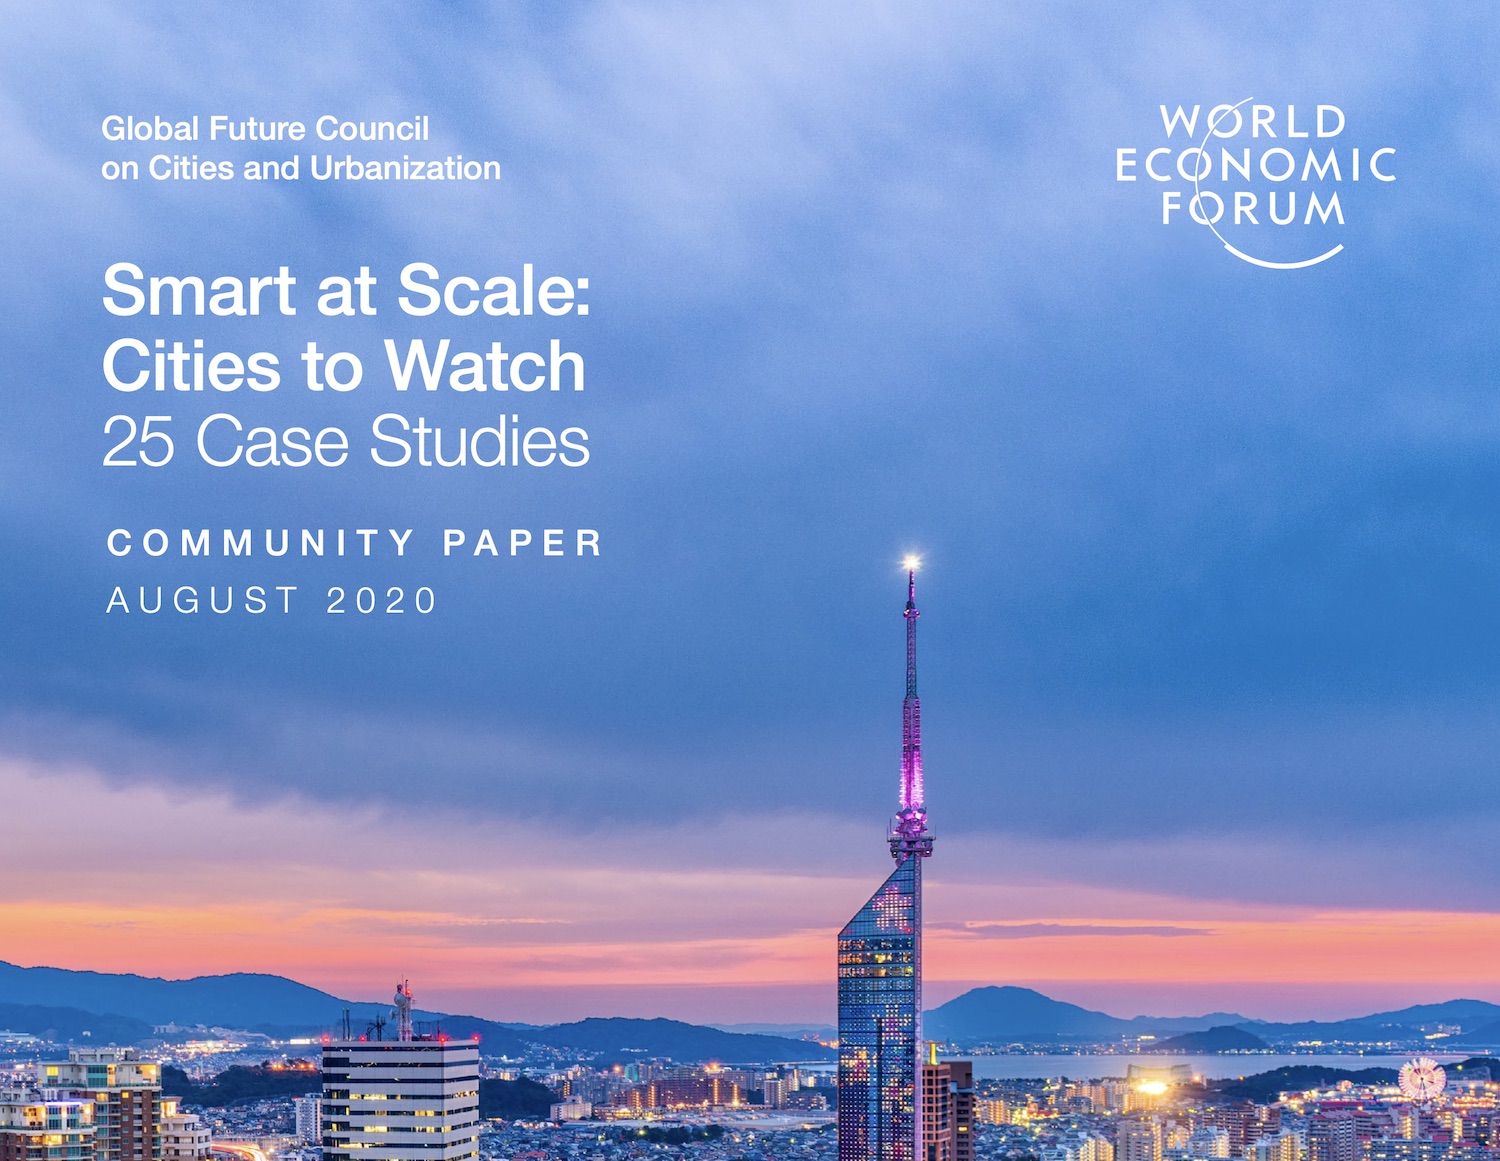 Global Future Council
on Cities and Urbanization
WORLD
ECONOMIC
FORUM
Smart at Scale:
Cities to Watch
25 Case Studies
COMMUNITY PAPER
AUGUST 2020